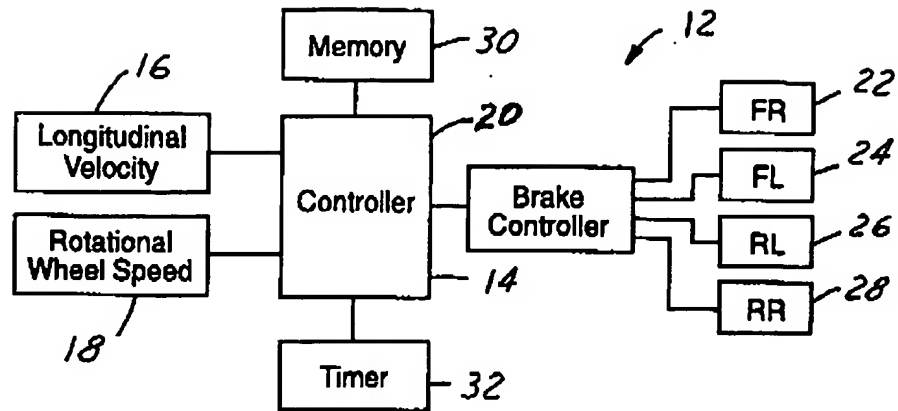 Memory
30
12
16
Longitudinal
Velocity
20
22
FR
24
FL
Controller
Brake
Controller
Rotational
Wheel Speed
26
RL
14
28
RR
18
Timer
32